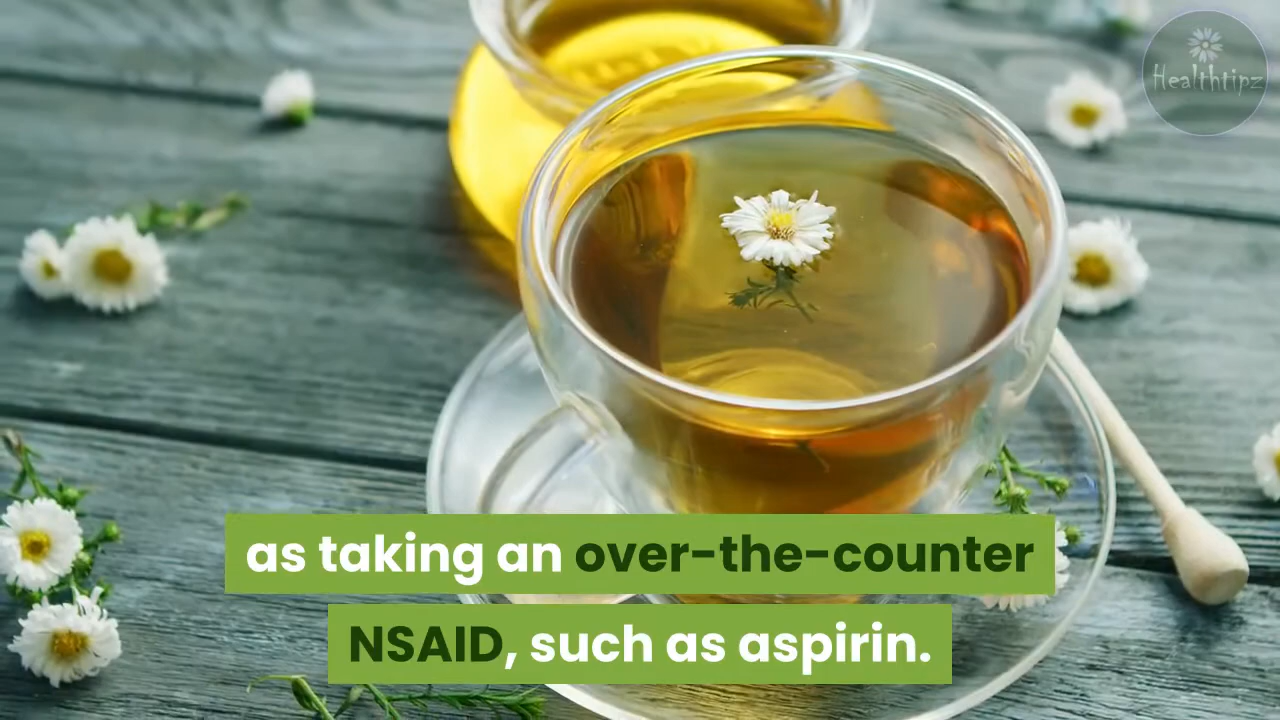 Healthtipz
as taking an over-the-counter
NSAID, such as aspirin.